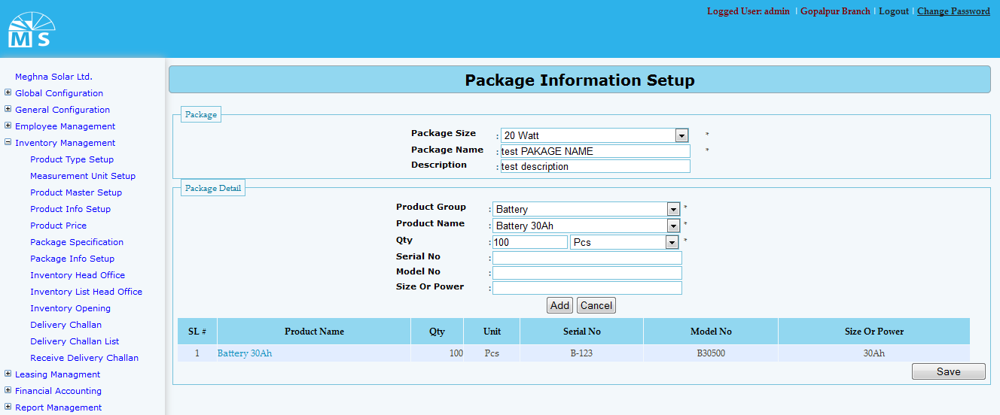 Logged User: admin | Gopalpur Branch | Logout | Change Password
MS
Meghna Solar Ltd.
Global Configuration
General Configuration
Employee Management
Inventory Management
Product Type Setup
Measurement Unit Setup
Product Master Setup
Product Info Setup
Product Price
Package Specification
Package Info Setup
Inventory Head Office
Inventory List Head Office
Inventory Opening
Delivery Challan
Delivery Challan List
Receive Delivery Challan
Leasing Managment
Financial Accounting
Report Management
Package Information Setup
Package
Package Size : 20 Watt *
Package Name : test PAKAGE NAME *
Description : test description
Package Detail
Product Group : Battery *
Product Name : Battery 30Ah *
Qty : 100 Pcs *
Serial No :
Model No :
Size Or Power :
Add Cancel
SL # Product Name Qty Unit Serial No Model No Size Or Power
1 Battery 30Ah 100 Pcs B-123 B30500 30Ah
Save